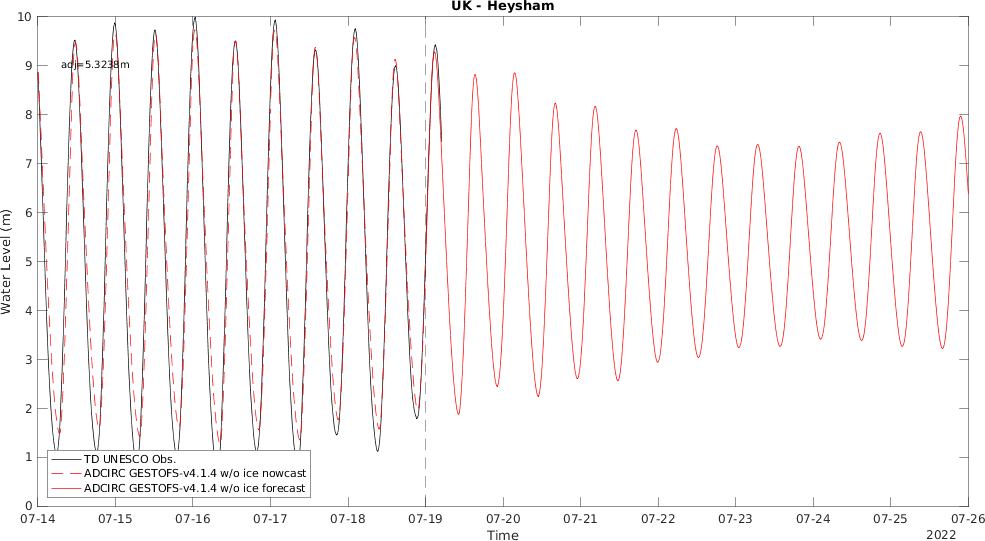 UK - Heysham
10
9
8
7
6
5
4
3
2
1
0
Water Level (m)
adj=5.3238m
TD UNESCO Obs.
ADCIRC GESTOFS-v4.1.4 w/o ice nowcast
ADCIRC GESTOFS-v4.1.4 w/o ice forecast
07-14 07-15 07-16 07-17 07-18 07-19 07-20 07-21 07-22 07-23 07-24 07-25 07-26
Time
2022